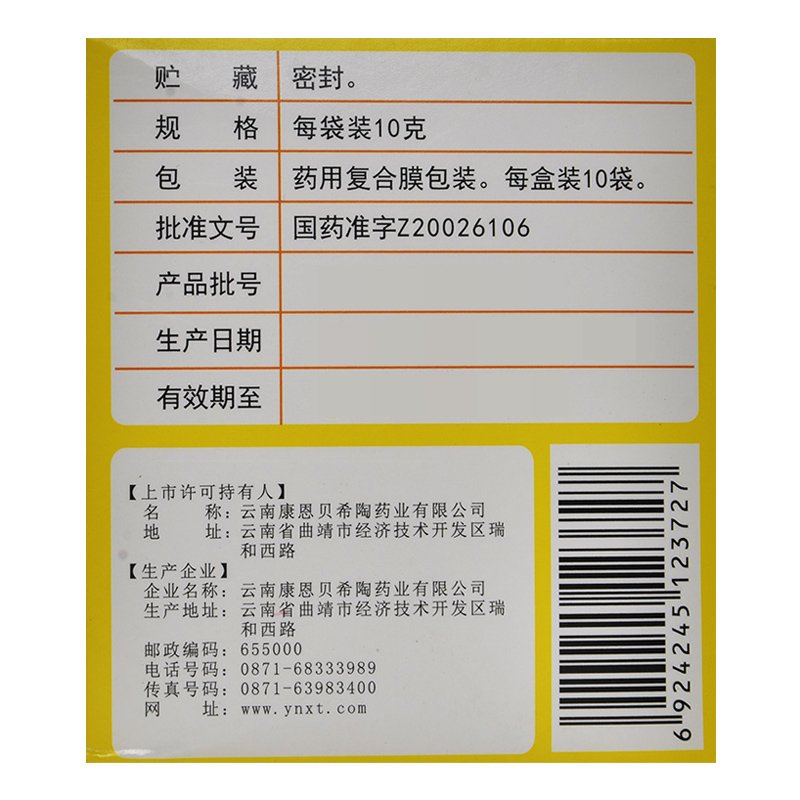 贮 藏 密封。
规 格 每袋装10克
包 装 药用复合膜包装。每盒装10袋。
批准文号 国药准字Z20026106
产品批号
生产日期
有效期至
【上市许可持有人】
名 称：云南康恩贝希陶药业有限公司
地 址：云南省曲靖市经济技术开发区瑞
和西路
【生产企业】
企业名称：云南康恩贝希陶药业有限公司
生产地址：云南省曲靖市经济技术开发区瑞
和西路
邮政编码：655000
电话号码：0871-68333989
传真号码：0871-63983400
网 址：www.ynxt.com
6924245123727